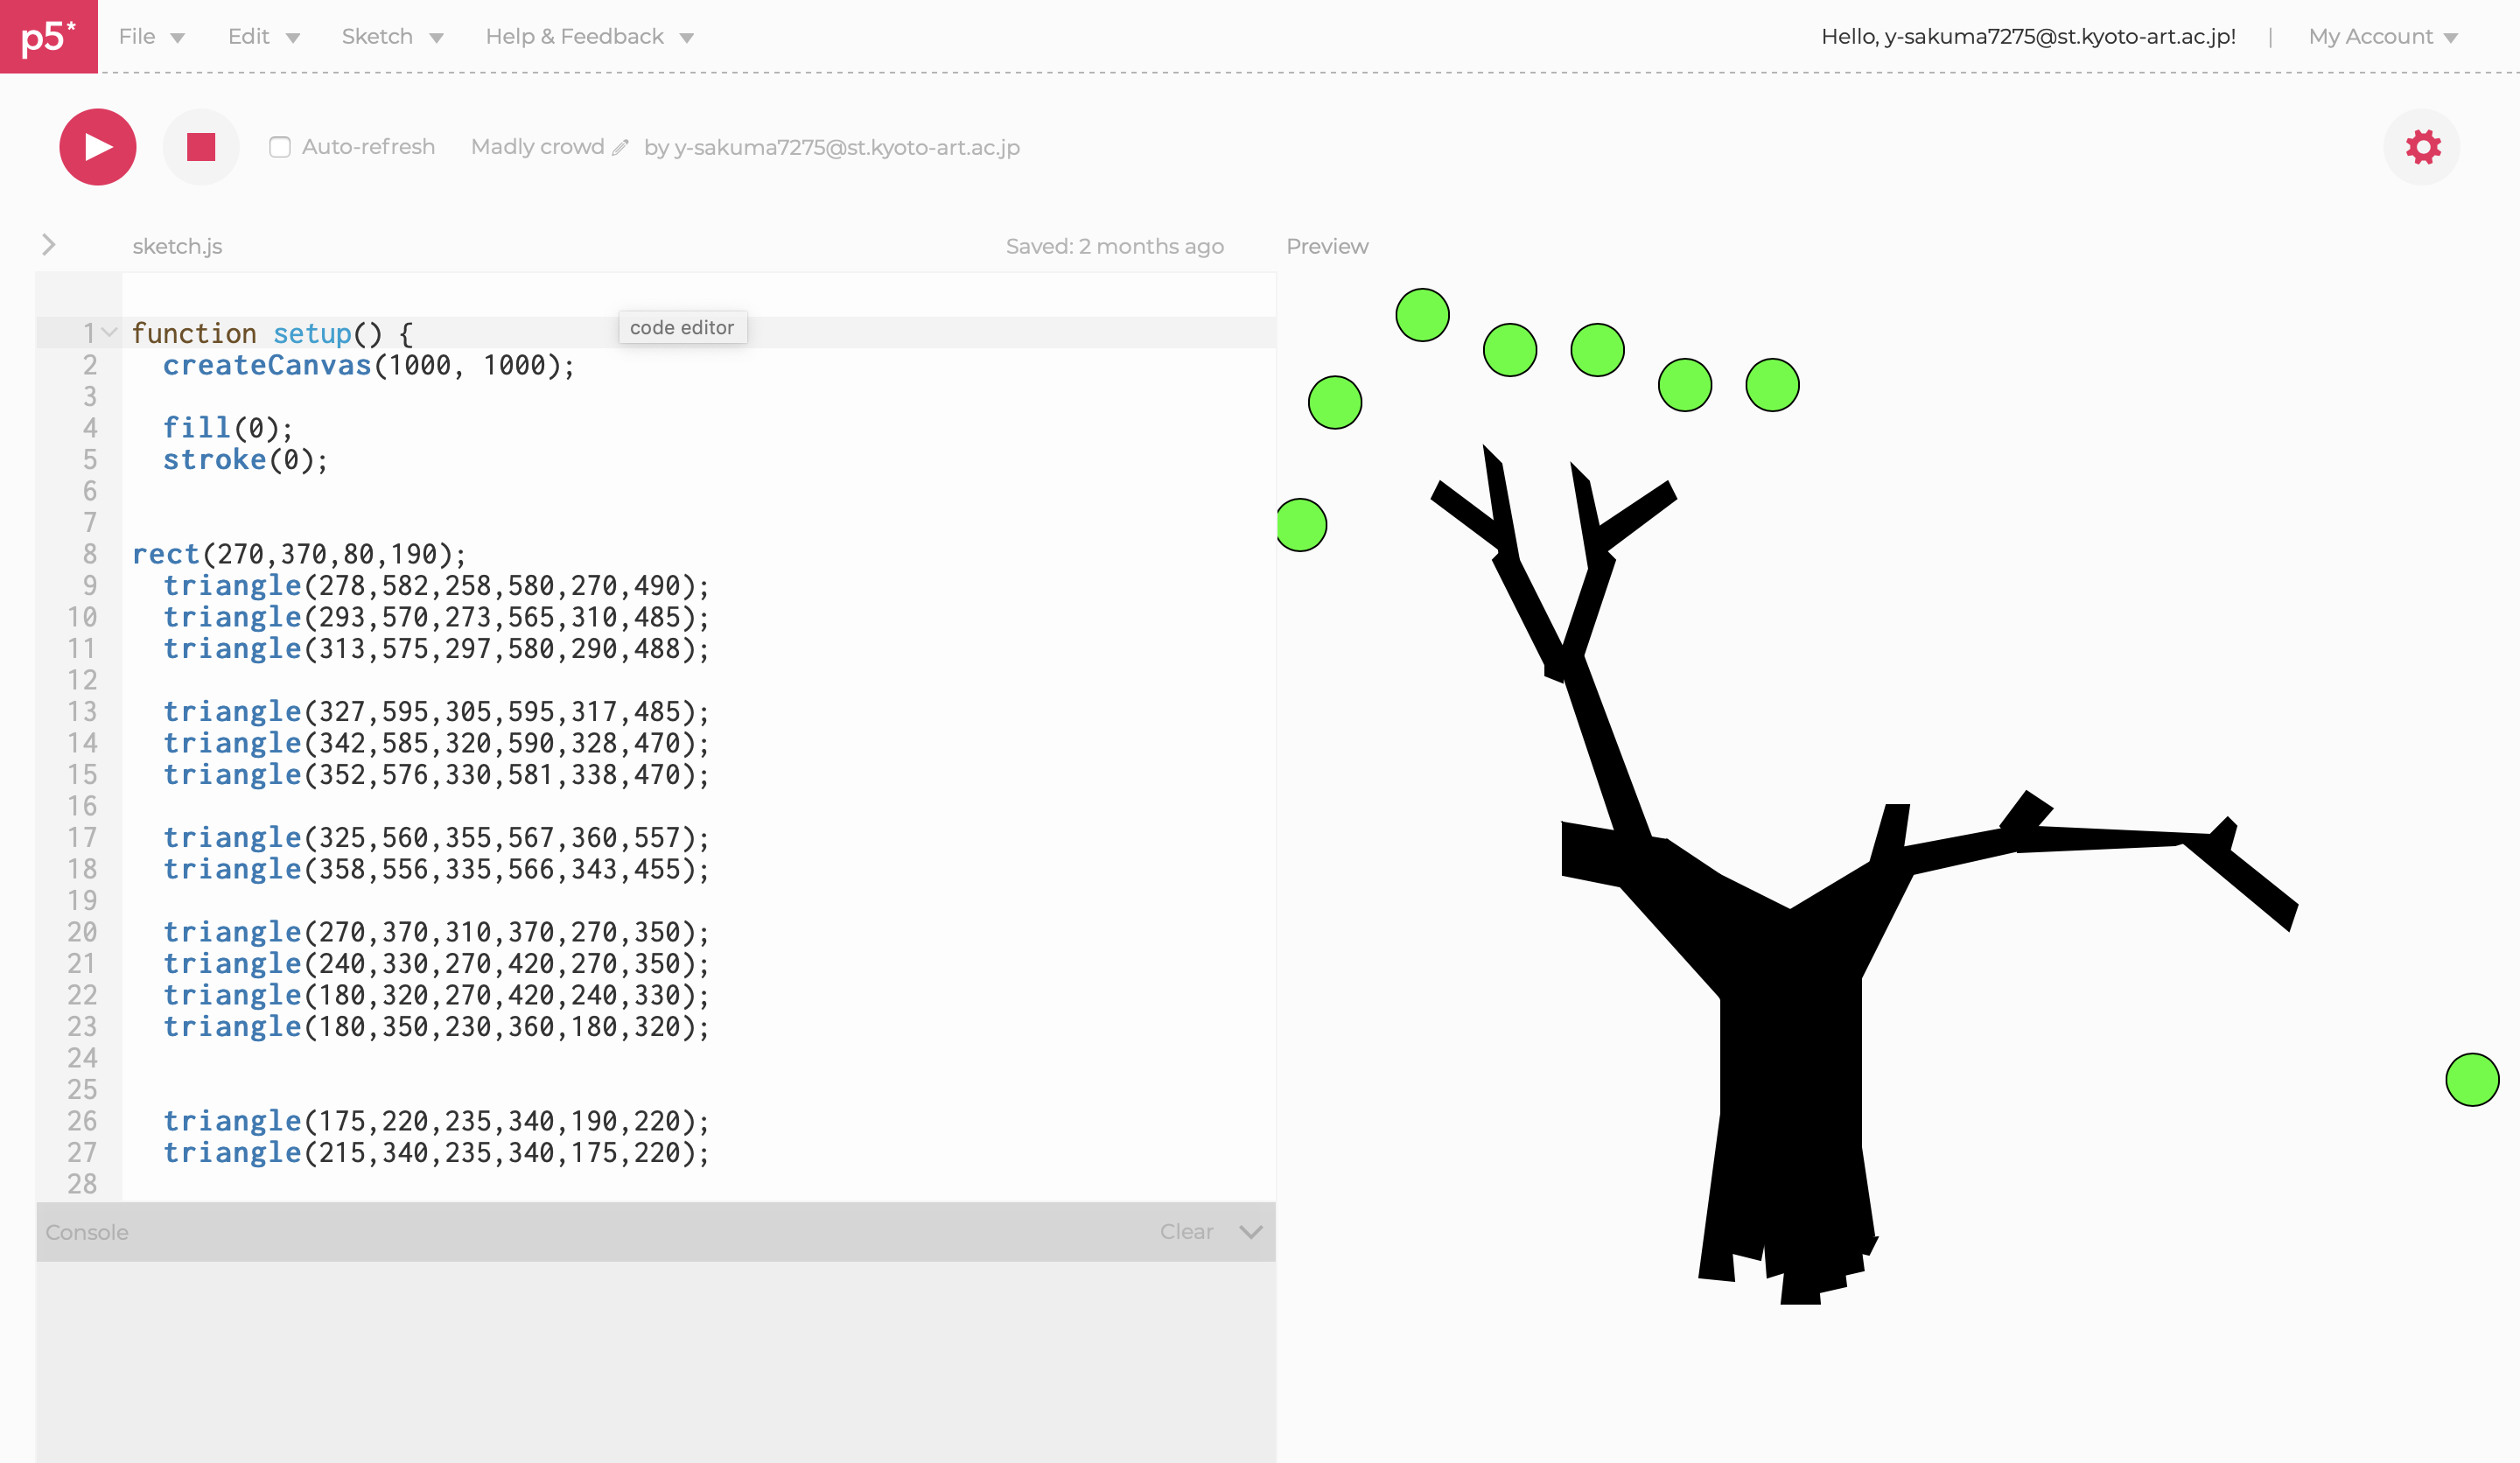 p5* File Edit Sketch Help & Feedback Hello, y-sakuma7275@st.kyoto-art.ac.jp! | My Account
Auto-refresh Madly crowd by y-sakuma7275@st.kyoto-art.ac.jp
sketch.js Saved: 2 months ago Preview
code editor
1 function setup() {
2 createCanvas(1000, 1000);
3
4 fill(0);
5 stroke(0);
6
7
8 rect(270,370,80,190);
9 triangle(278,582,258,580,270,490);
10 triangle(293,570,273,565,310,485);
11 triangle(313,575,297,580,290,488);
12
13 triangle(327,595,305,595,317,485);
14 triangle(342,585,320,590,328,470);
15 triangle(352,576,330,581,338,470);
16
17 triangle(325,560,355,567,360,557);
18 triangle(358,556,335,566,343,455);
19
20 triangle(270,370,310,370,270,350);
21 triangle(240,330,270,420,270,350);
22 triangle(180,320,270,420,240,330);
23 triangle(180,350,230,360,180,320);
24
25
26 triangle(175,220,235,340,190,220);
27 triangle(215,340,235,340,175,220);
28
Console Clear